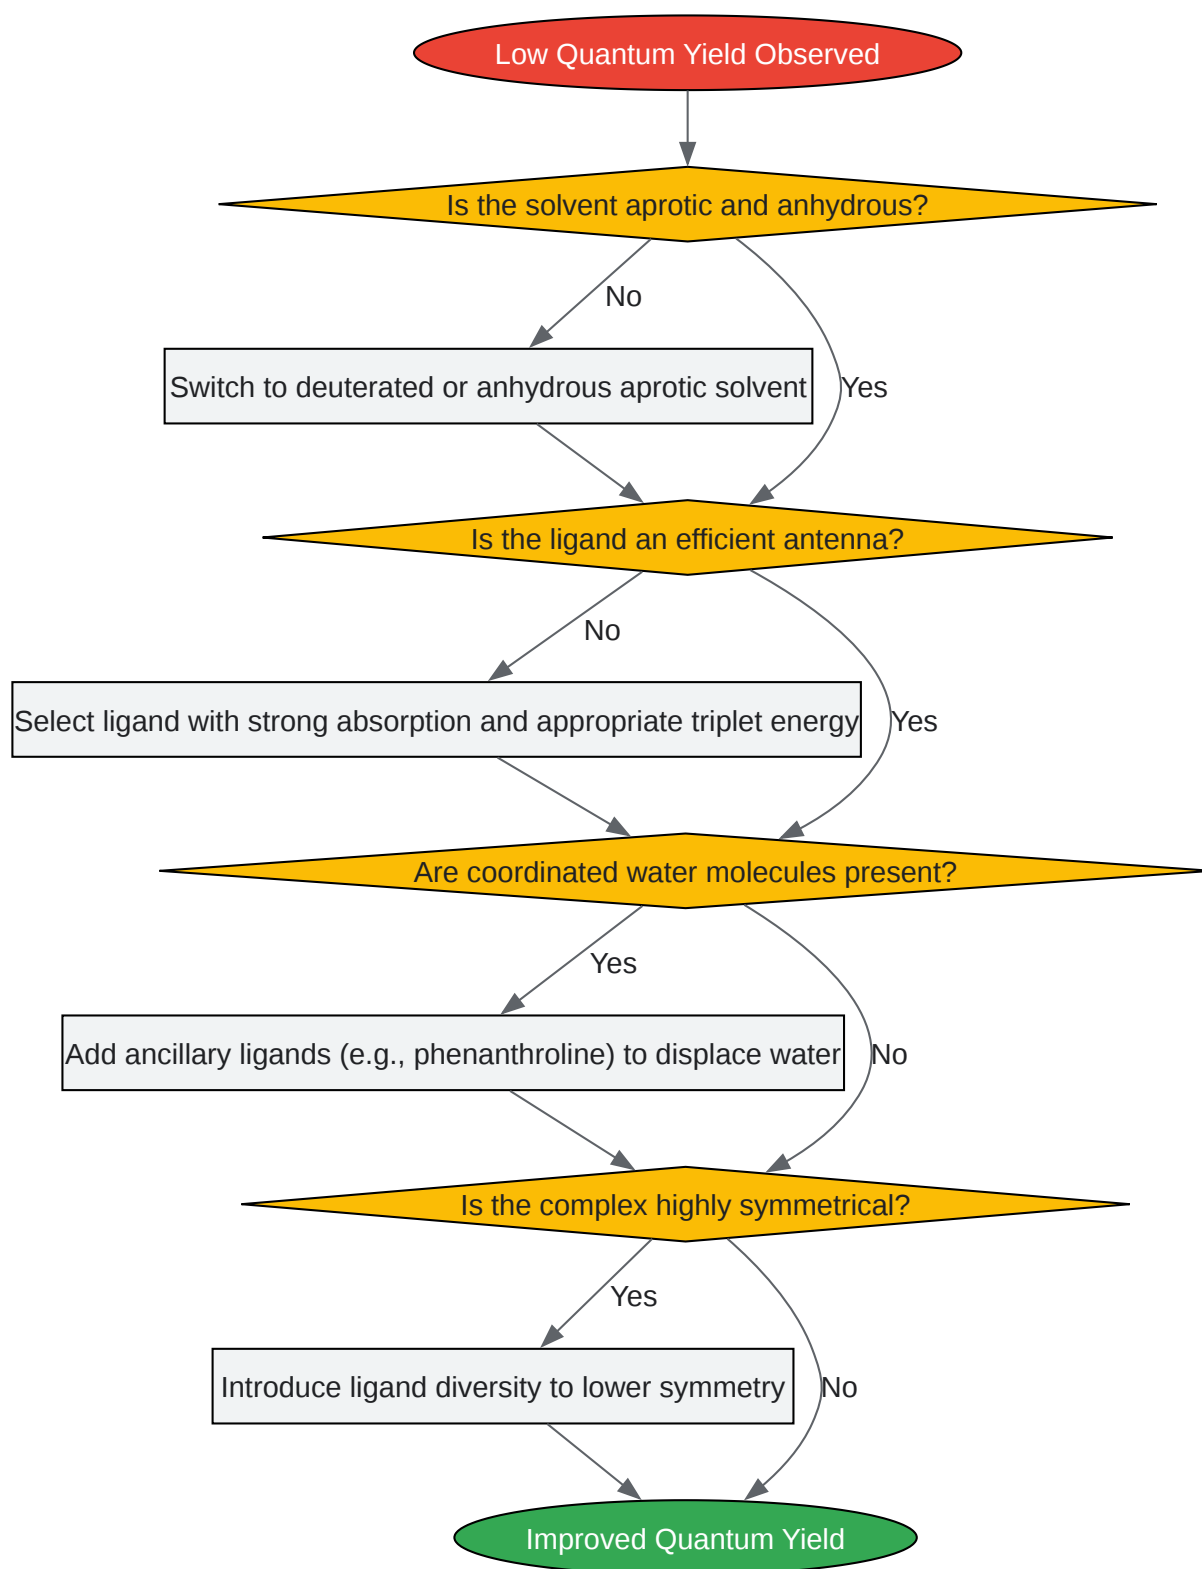 Low Quantum Yield Observed
Is the solvent aprotic and anhydrous?
No
Switch to deuterated or anhydrous aprotic solvent
Yes
Is the ligand an efficient antenna?
No
Select ligand with strong absorption and appropriate triplet energy
Yes
Are coordinated water molecules present?
Yes
Add ancillary ligands (e.g., phenanthroline) to displace water
No
Is the complex highly symmetrical?
Yes
Introduce ligand diversity to lower symmetry
No
Improved Quantum Yield